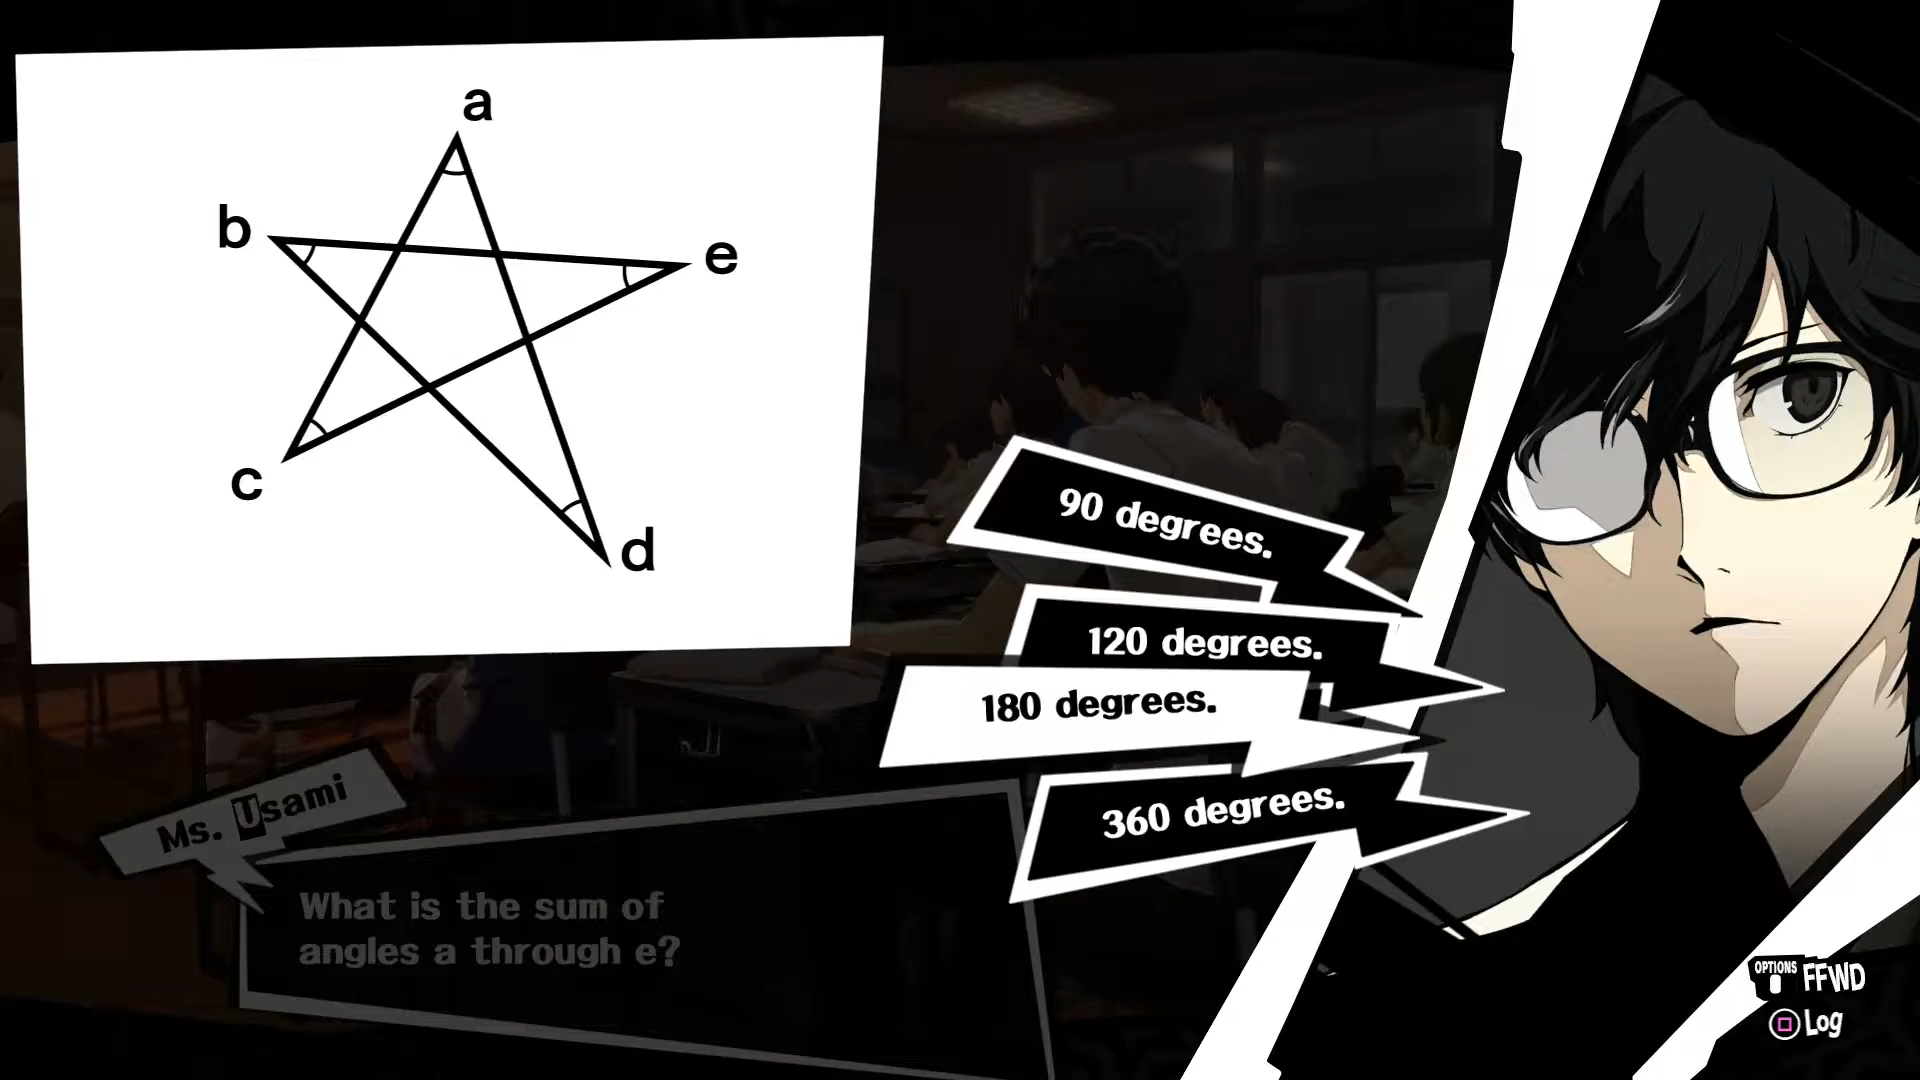 a
b
e
c
d
90 degrees.
120 degrees.
180 degrees.
360 degrees.
Ms. Usami
What is the sum of
angles a through e?
OPTIONS FFWD
Log